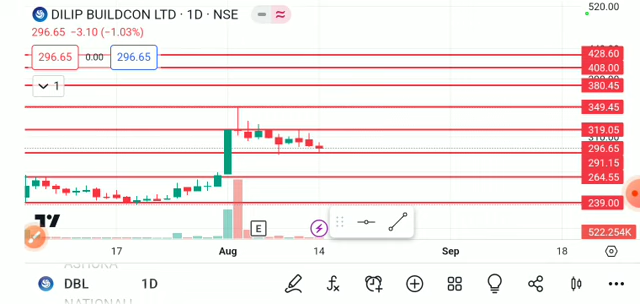 520.00
DILIP BUILDCON LTD · 1D · NSE
296.65 −3.10 (−1.03%)
296.65 0.00 296.65
1
428.60
408.00
380.45
349.45
319.05
310.00
296.65
291.15
264.55
239.00
522.254K
E
17 Aug 14 Sep 18
DBL 1D